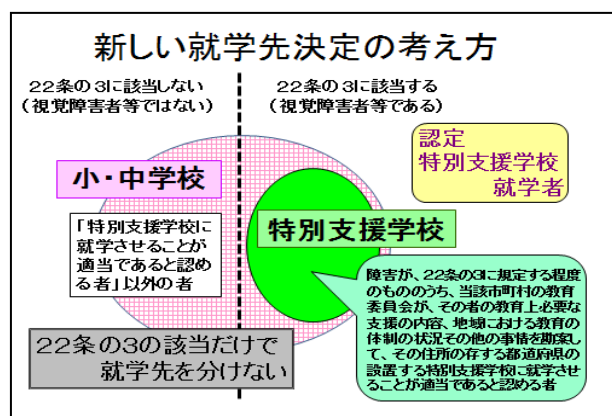 新しい就学先決定の考え方
22条の3に該当しない
（視覚障害者等ではない）
22条の3に該当する
（視覚障害者等である）
認定
特別支援学校
就学者
小・中学校
特別支援学校
「特別支援学校に
就学させることが
適当であると認め
る者」以外の者
障害が、22条の3に規定する程度
のもののうち、当該市町村の教育
委員会が、その者の教育上必要な
支援の内容、地域における教育の
体制の状況その他の事情を勘案し
て、その住所の存する都道府県の
設置する特別支援学校に就学させ
ることが適当であると認める者
22条の3の該当だけで
就学先を分けない